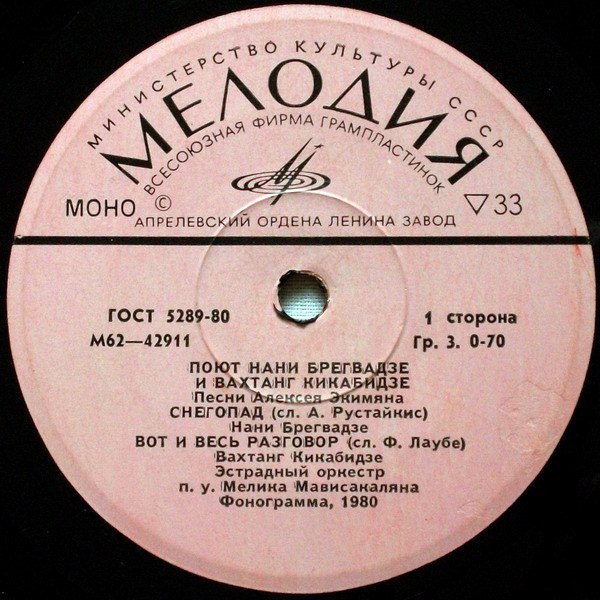 МИНИСТЕРСТВО КУЛЬТУРЫ СССР
МЕЛОДИЯ
ВСЕСОЮЗНАЯ ФИРМА ГРАМПЛАСТИНОК
МОНО © ▽33
АПРЕЛЕВСКИЙ ОРДЕНА ЛЕНИНА ЗАВОД
ГОСТ 5289-80 1 сторона
М62—42911 Гр. 3. 0-70
ПОЮТ НАНИ БРЕГВАДЗЕ
И ВАХТАНГ КИКАБИДЗЕ
Песни Алексея Экимяна
СНЕГОПАД (сл. А. Рустайкис)
Нани Брегвадзе
ВОТ И ВЕСЬ РАЗГОВОР (сл. Ф. Лаубе)
Вахтанг Кикабидзе
Эстрадный оркестр
п. у. Мелика Мависакаляна
Фонограмма, 1980